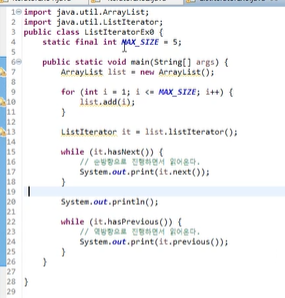 1 import java.util.ArrayList;
2 import java.util.ListIterator;
3 public class ListIteratorEx0 {
4 static final int MAX_SIZE = 5;
5
6 public static void main(String[] args) {
7 ArrayList list = new ArrayList();
8
9 for (int i = 1; i <= MAX_SIZE; i++) {
10 list.add(i);
11 }
12
13 ListIterator it = list.listIterator();
14
15 while (it.hasNext()) {
16 // 순방향으로 진행하면서 읽어온다.
17 System.out.print(it.next());
18 }
19
20 System.out.println();
21
22 while (it.hasPrevious()) {
23 // 역방향으로 진행하면서 읽어온다.
24 System.out.print(it.previous());
25 }
26 }
27
28 }
29